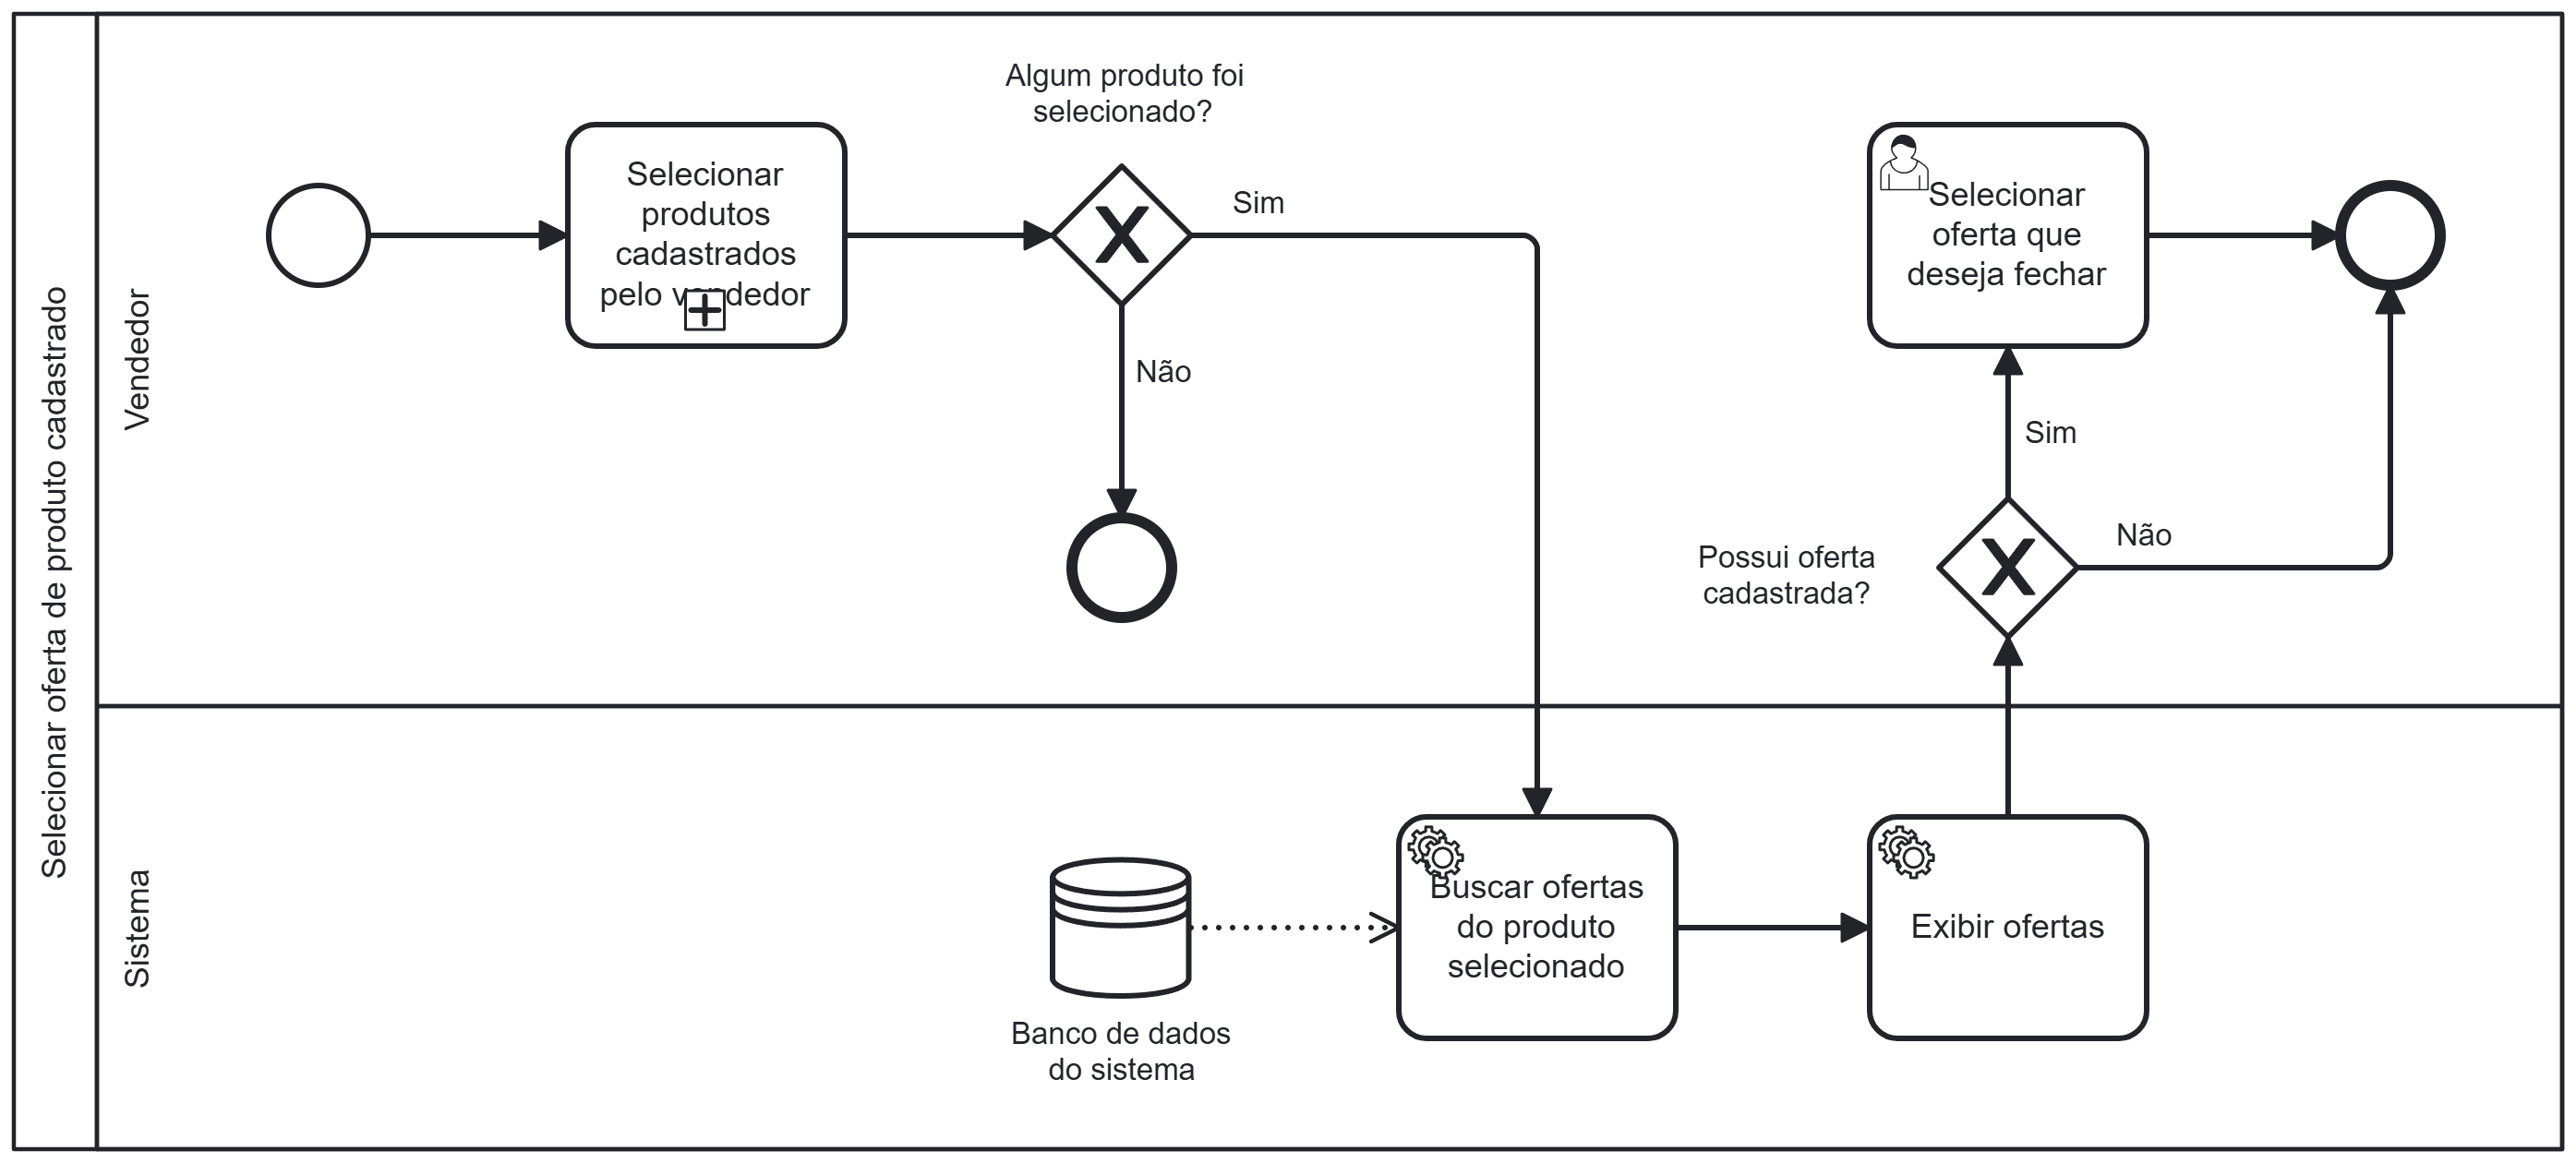 Selecionar oferta de produto cadastrado
Vendedor
Selecionar
produtos
cadastrados
pelo vendedor
Algum produto foi
selecionado?
Sim
Não
Selecionar
oferta que
deseja fechar
Sim
Possui oferta
cadastrada?
Não
Sistema
Banco de dados
do sistema
Buscar ofertas
do produto
selecionado
Exibir ofertas